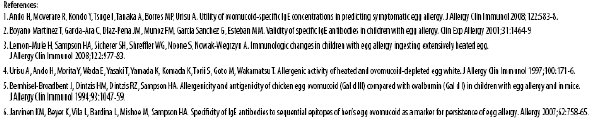 References:
1. Ando H, Moverare R, Kondo Y, Tsuge I, Tanaka A, Borres MP, Urisu A. Utility of ovomucoid-specific IgE concentrations in predicting symptomatic egg allergy. J Allergy Clin Immunol 2008;122:583-8.
2. Boyano Martinez T, Garcia-Ara C, Diaz-Pena JM, Munoz FM, Garcia Sanchez G, Esteban MM. Validity of specific IgE antibodies in children with egg allergy. Clin Exp Allergy 2001;31:1464-9
3. Lemon-Mule H, Sampson HA, Sicherer SH, Shreffler WG, Noone S, Nowak-Wegrzyn A. Immunologic changes in children with egg allergy ingesting extensively heated egg.
J Allergy Clin Immunol 2008;122:977-83.
4. Urisu A, Ando H, Morita Y, Wada E, Yasaki T, Yamada K, Komada K, Torii S, Goto M, Wakamatsu T. Allergenic activity of heated and ovomucoid-depleted egg white. J Allergy Clin Immunol 1997;100:171-6.
5. Bernhisel-Broadbent J, Dintzis HM, Dintzis RZ, Sampson HA. Allergenicity and antigenicity of chicken egg ovomucoid (Gal d III) compared with ovalbumin (Gal d I) in children with egg allergy and in mice.
J Allergy Clin Immunol 1994;93:1047-59.
6. Jarvinen KM, Beyer K, Vila L, Bardina L, Mishoe M, Sampson HA. Specificity of IgE antibodies to sequential epitopes of hen's egg ovomucoid as a marker for persistence of egg allergy. Allergy 2007;62:758-65.